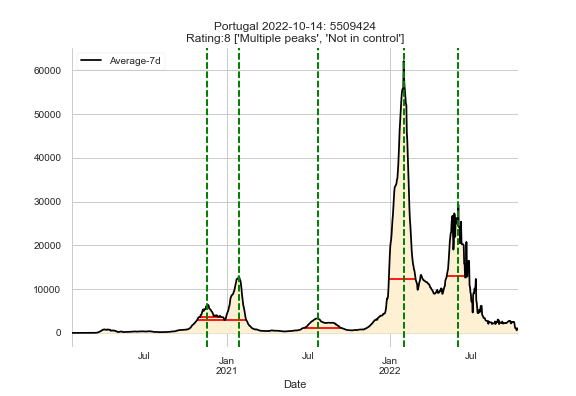 Portugal 2022-10-14: 5509424
Rating:8 ['Multiple peaks', 'Not in control']
Average-7d
60000
50000
40000
30000
20000
10000
0
Jul
Jan
2021
Jul
Jan
2022
Jul
Date